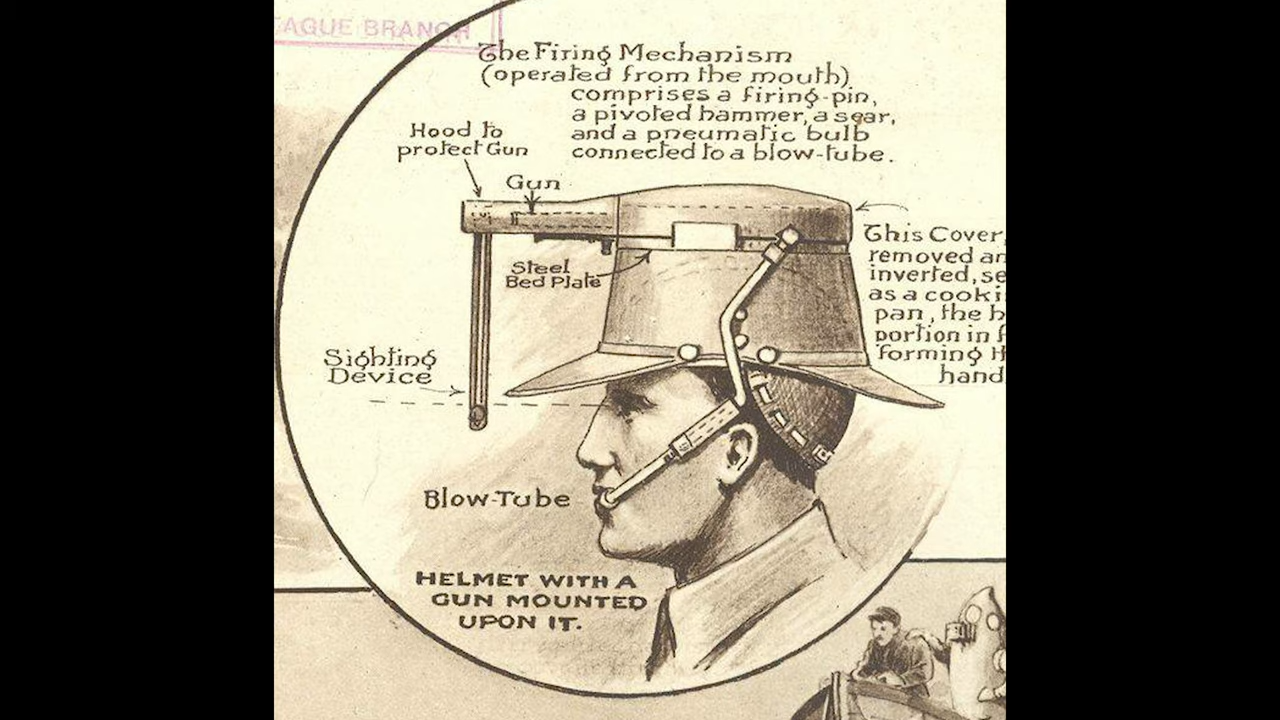 EAGUE BRANCH
The Firing Mechanism
(operated from the mouth)
comprises a firing-pin,
a pivoted hammer, a sear,
and a pneumatic bulb
connected to a blow-tube.
Hood to
protect Gun
Gun
Steel
Bed Plate
This Cover,
removed an
inverted, se
as a cooki
pan, the h
portion in f
forming
hand
Sighting
Device
Blow-Tube
HELMET WITH A
GUN MOUNTED
UPON IT.